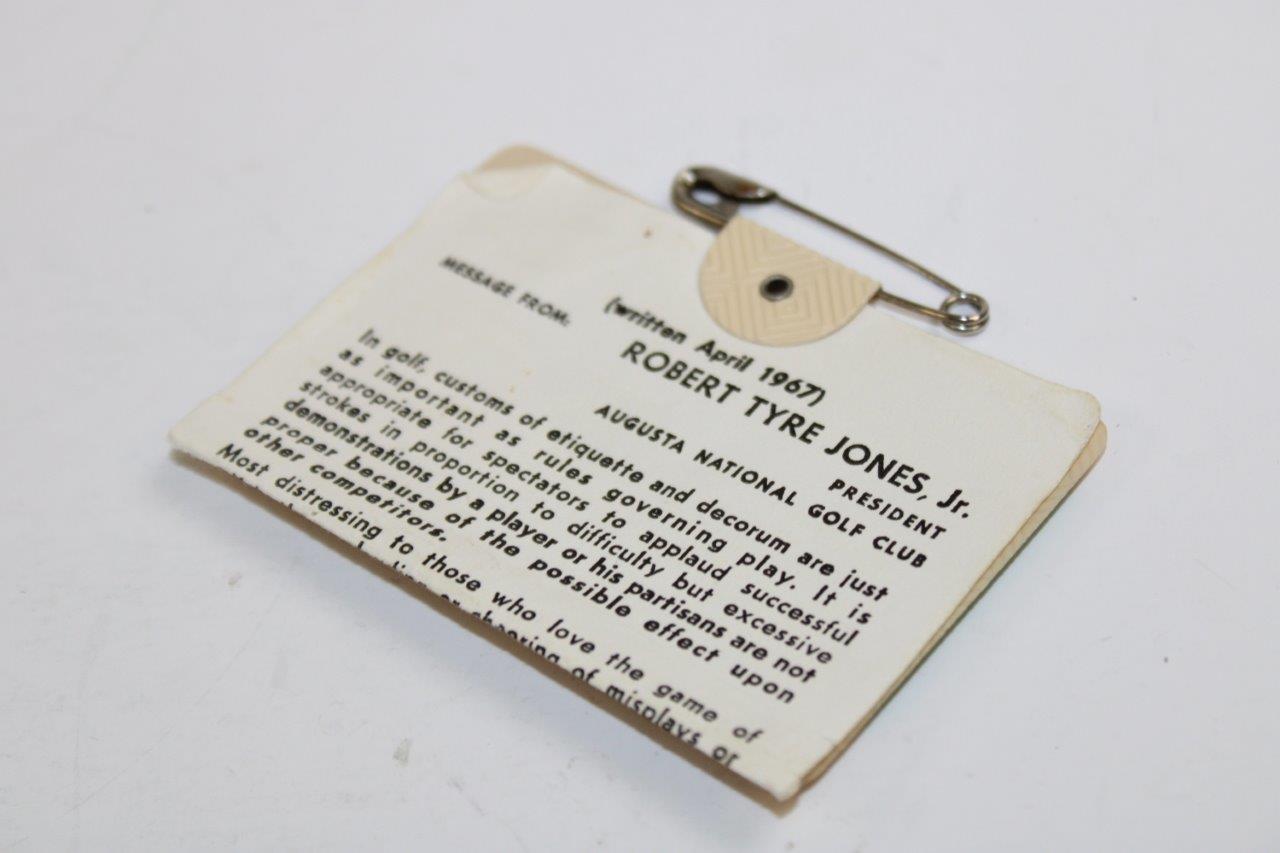 (written April 1967)
MESSAGE FROM:
ROBERT TYRE JONES, Jr.
PRESIDENT
AUGUSTA NATIONAL GOLF CLUB
In golf, customs of etiquette and decorum are just
as important as rules governing play. It is
appropriate for spectators to applaud successful
strokes in proportion to difficulty but excessive
demonstrations by a player or his partisans are not
proper because of the possible effect upon
other competitors.
Most distressing to those who love the game of
or cheering of misplays or